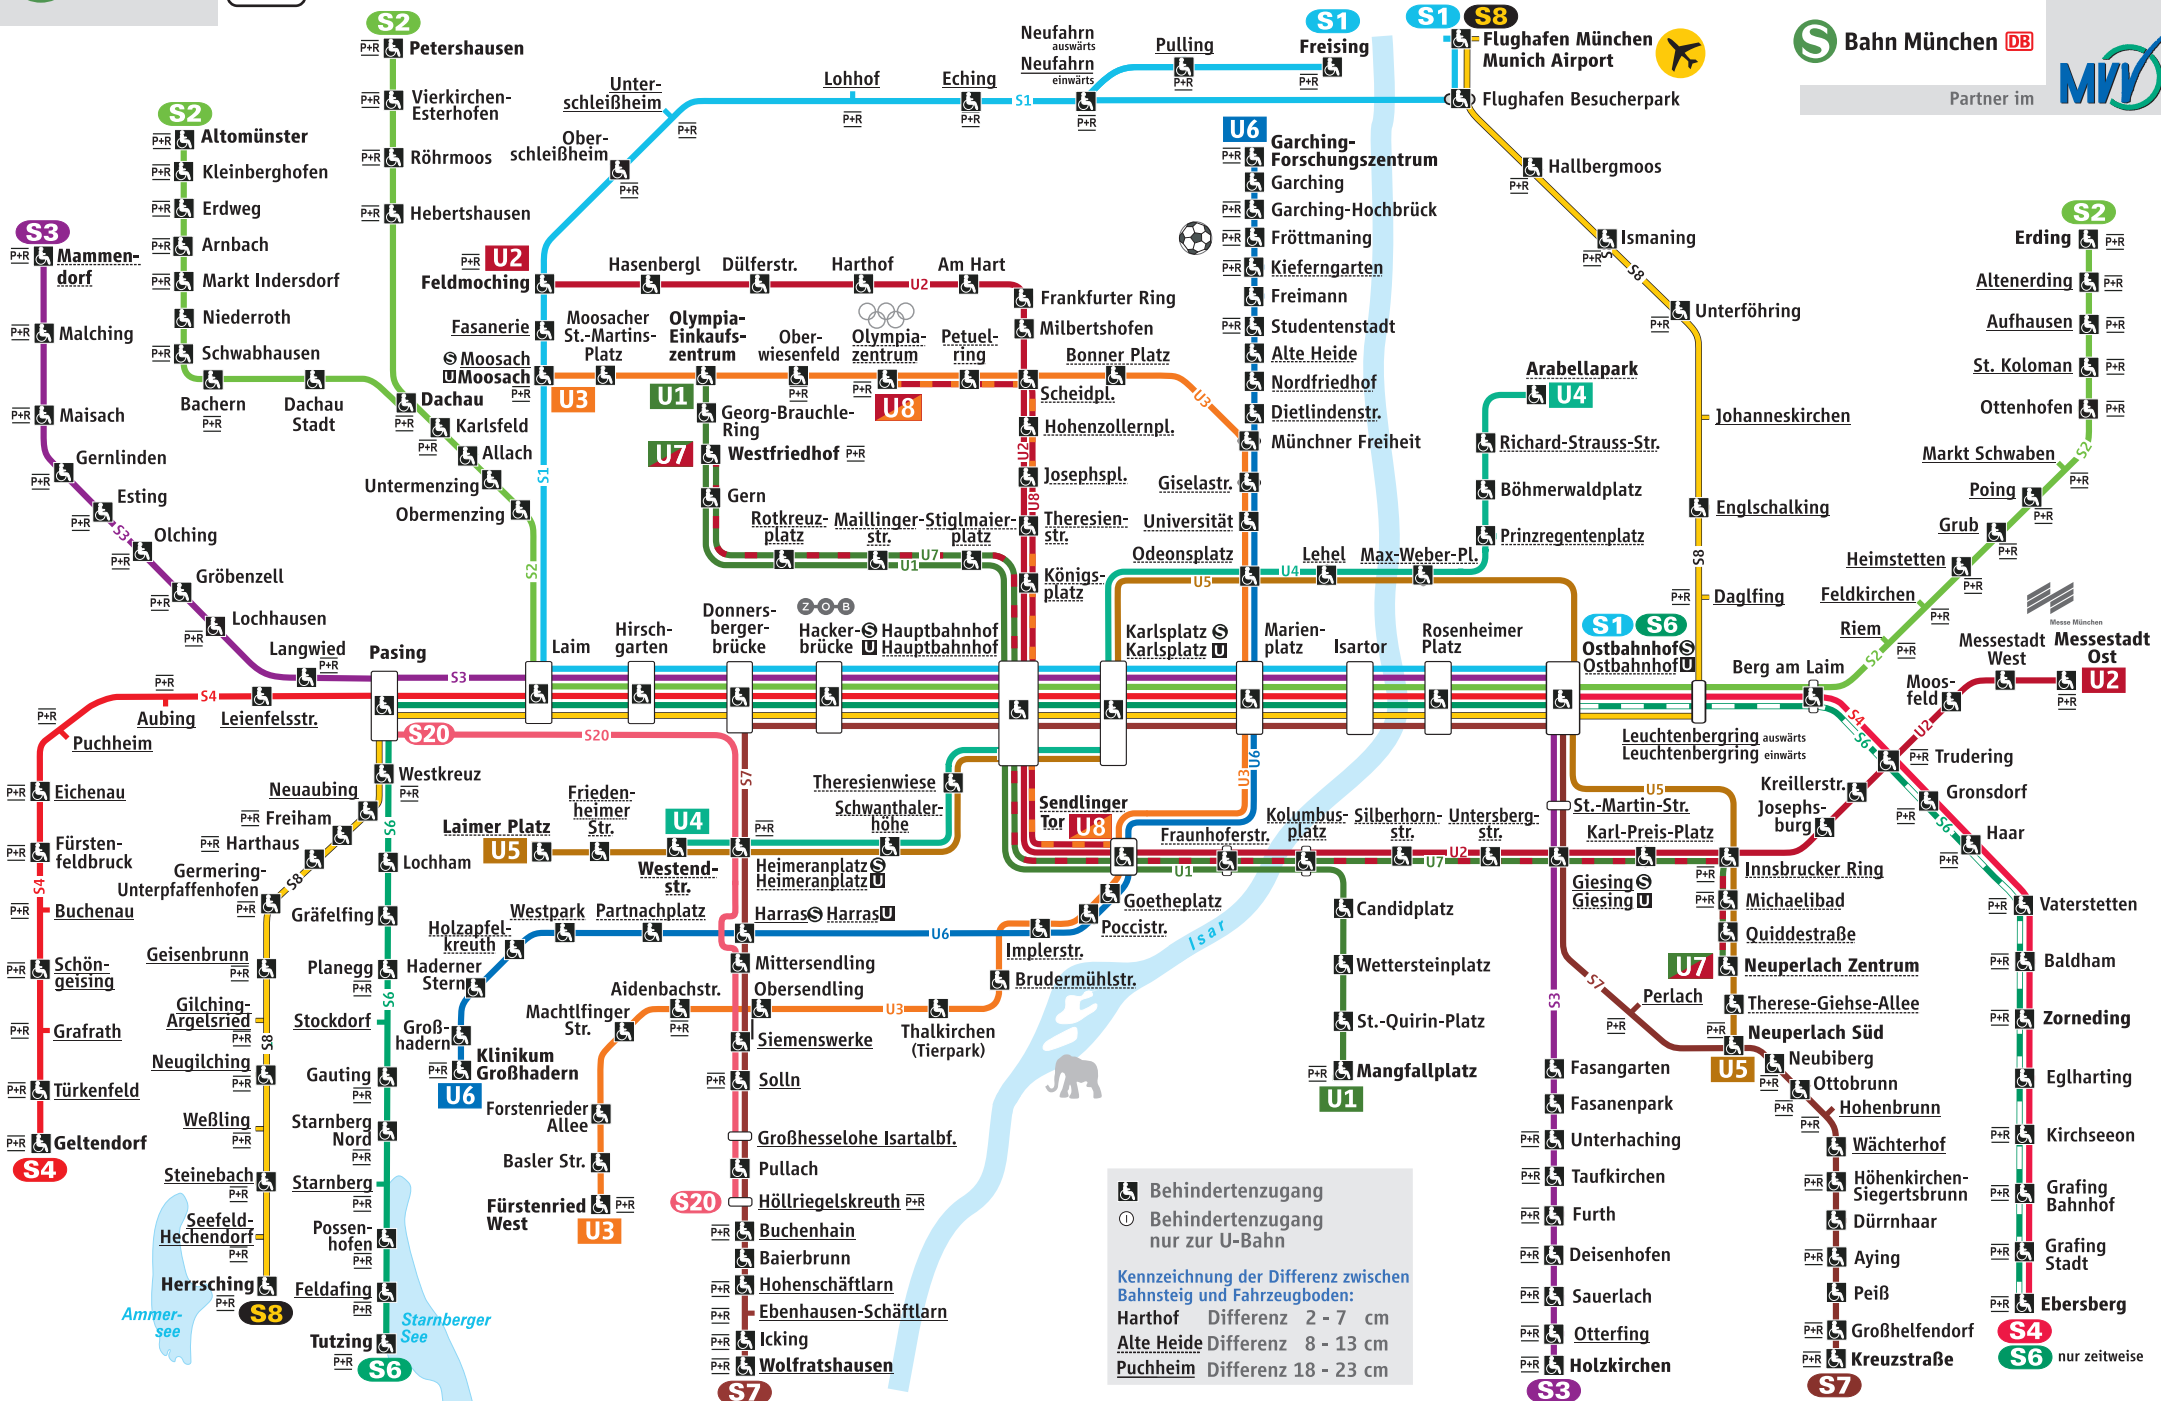 S2
Petershausen
Vierkirchen-
Esterhofen
Röhrmoos
Hebertshausen
S2
Altomünster
Kleinberghofen
Erdweg
Arnbach
Markt Indersdorf
Niederroth
Schwabhausen
Bachern
Dachau
Stadt
Dachau
Karlsfeld
Allach
Untermenzing
Obermenzing
S3
Mammen-
dorf
Malching
Maisach
Gernlinden
Esting
Olching
Gröbenzell
Lochhausen
Langwied
Pasing
S1
Freising
Pulling
Neufahrn
auswärts
Neufahrn
einwärts
Eching
Lohhof
Unter-
schleißheim
Ober-
schleißheim
S1 S8
Flughafen München
Munich Airport
Flughafen Besucherpark
Hallbergmoos
Ismaning
Unterföhring
Johanneskirchen
Englschalking
Daglfing
S Bahn München DB
Partner im
MVV
U2
Feldmoching
Hasenbergl
Dülferstr.
Harthof
Am Hart
Frankfurter Ring
Milbertshofen
Fasanerie
S Moosach
U Moosach
U3
Moosacher
St.-Martins-
Platz
Olympia-
Einkaufs-
zentrum
Ober-
wiesenfeld
Olympia-
zentrum
Petuel-
ring
Scheidpl.
Bonner Platz
U1
U8
Georg-Brauchle-
Ring
U7
Westfriedhof
Gern
Rotkreuz-
platz
Maillinger-
str.
Stiglmaier-
platz
Hohenzollernpl.
Josephspl.
Theresien-
str.
Königs-
platz
U6
Garching-
Forschungszentrum
Garching
Garching-Hochbrück
Fröttmaning
Kieferngarten
Freimann
Studentenstadt
Alte Heide
Nordfriedhof
Dietlindenstr.
Münchner Freiheit
Giselastr.
Universität
Odeonsplatz
Lehel
Max-Weber-Pl.
Arabellapark
U4
Richard-Strauss-Str.
Böhmerwaldplatz
Prinzregentenplatz
S2
Erding
Altenerding
Aufhausen
St. Koloman
Ottenhofen
Markt Schwaben
Poing
Grub
Heimstetten
Feldkirchen
Riem
Berg am Laim
Messe München
Messestadt
West
Messestadt
Ost
U2
Moos-
feld
Trudering
Kreillerstr.
Josephs-
burg
Laim
Hirsch-
garten
Donners-
berger-
brücke
ZOB
Hacker-
brücke
S Hauptbahnhof
U Hauptbahnhof
Karlsplatz S
Karlsplatz U
Marien-
platz
Isartor
Rosenheimer
Platz
S1 S6
Ostbahnhof S
Ostbahnhof U
Leuchtenbergring auswärts
Leuchtenbergring einwärts
Aubing
Leienfelsstr.
Puchheim
Eichenau
Fürsten-
feldbruck
Buchenau
Schön-
geising
Grafrath
Türkenfeld
Geltendorf
S4
S20
Westkreuz
Neuaubing
Freiham
Harthaus
Germering-
Unterpfaffenhofen
Geisenbrunn
Gilching-
Argelsried
Neugilching
Weßling
Steinebach
Seefeld-
Hechendorf
Herrsching
S8
Ammer-
see
Lochham
Gräfelfing
Planegg
Stockdorf
Gauting
Starnberg
Nord
Starnberg
Possen-
hofen
Feldafing
Tutzing
S6
Starnberger
See
Laimer Platz
U5
Frieden-
heimer
Str.
U4
Westend-
str.
Heimeranplatz S
Heimeranplatz U
Schwanthaler-
höhe
Theresienwiese
Harras S Harras U
Partnachplatz
Westpark
Holzapfel-
kreuth
Haderner
Stern
Groß-
hadern
Klinikum
Großhadern
U6
Mittersendling
Obersendling
Aidenbachstr.
Machtlfinger
Str.
Forstenrieder
Allee
Basler Str.
Fürstenried
West
U3
Thalkirchen
(Tierpark)
Brudermühlstr.
Implerstr.
Poccistr.
Goetheplatz
Sendlinger
Tor
U8
Siemenswerke
Solln
Großhesselohe Isartalbf.
Pullach
S20
Höllriegelskreuth
Buchenhain
Baierbrunn
Hohenschäftlarn
Ebenhausen-Schäftlarn
Icking
Wolfratshausen
S7
Isar
Fraunhoferstr.
Kolumbus-
platz
Silberhorn-
str.
Untersberg-
str.
Candidplatz
Wettersteinplatz
St.-Quirin-Platz
Mangfallplatz
U1
St.-Martin-Str.
Karl-Preis-Platz
Giesing S
Giesing U
Innsbrucker Ring
Michaelibad
Quiddestraße
U7
Neuperlach Zentrum
Therese-Giehse-Allee
Neuperlach Süd
U5
Perlach
Neubiberg
Ottobrunn
Hohenbrunn
Wächterhof
Höhenkirchen-
Siegertsbrunn
Dürrnhaar
Aying
Peiß
Großhelfendorf
Kreuzstraße
S7
Fasangarten
Fasanenpark
Unterhaching
Taufkirchen
Furth
Deisenhofen
Sauerlach
Otterfing
Holzkirchen
S3
Gronsdorf
Haar
Vaterstetten
Baldham
Zorneding
Eglharting
Kirchseeon
Grafing
Bahnhof
Grafing
Stadt
Ebersberg
S4
S6 nur zeitweise
Behindertenzugang
Behindertenzugang
nur zur U-Bahn
Kennzeichnung der Differenz zwischen
Bahnsteig und Fahrzeugboden:
Harthof Differenz 2 - 7 cm
Alte Heide Differenz 8 - 13 cm
Puchheim Differenz 18 - 23 cm